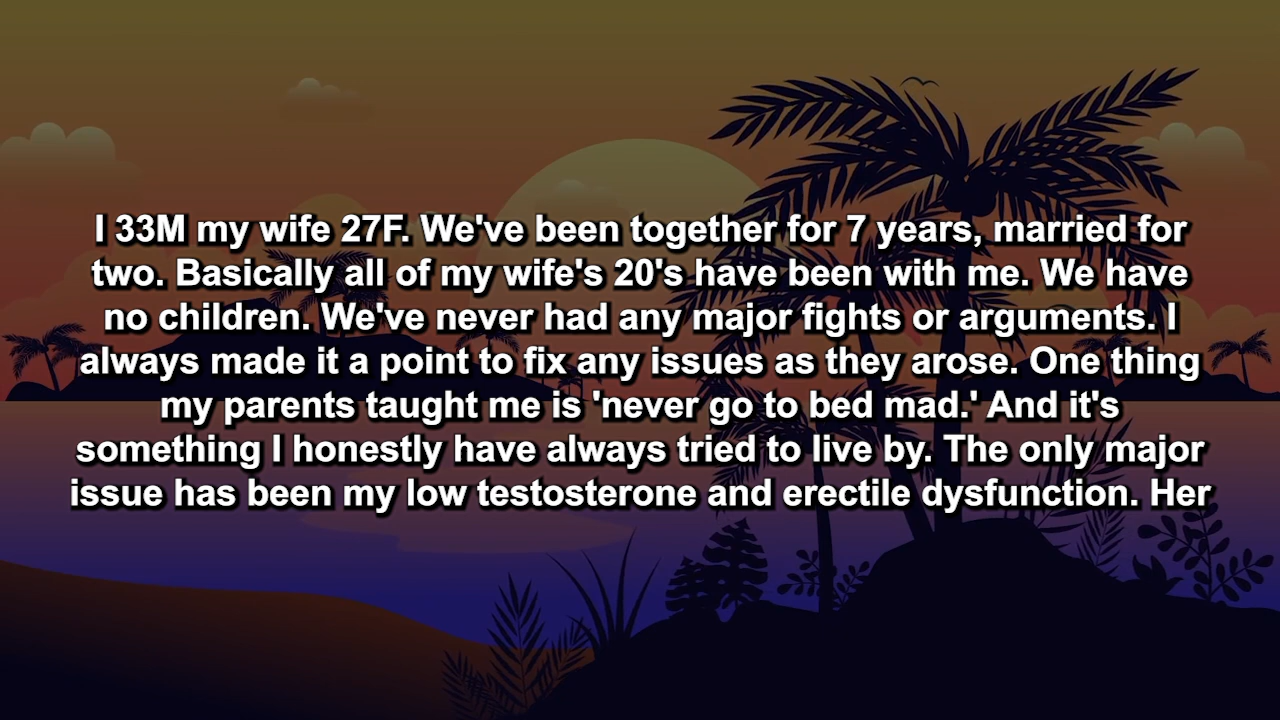 I 33M my wife 27F. We've been together for 7 years, married for
two. Basically all of my wife's 20's have been with me. We have
no children. We've never had any major fights or arguments. I
always made it a point to fix any issues as they arose. One thing
my parents taught me is 'never go to bed mad.' And it's
something I honestly have always tried to live by. The only major
issue has been my low testosterone and erectile dysfunction. Her